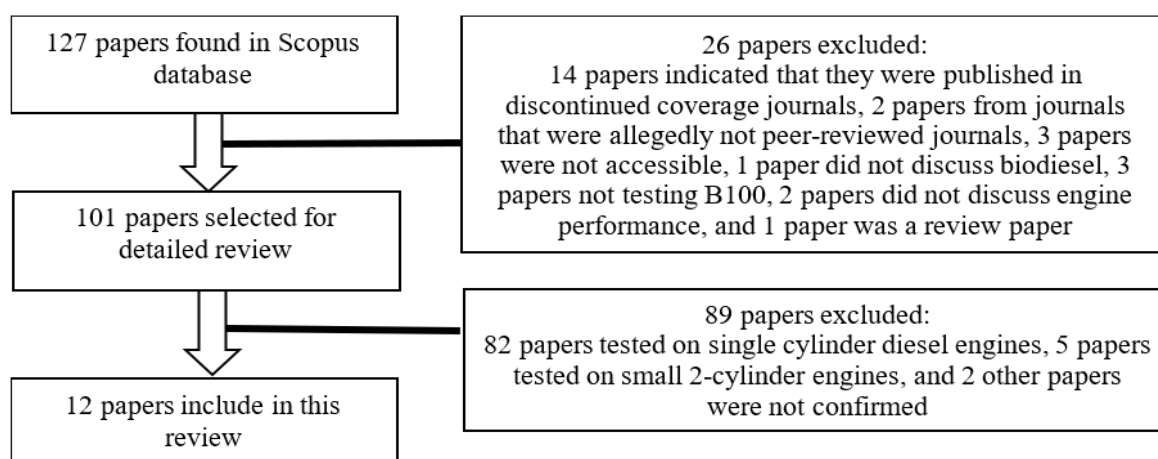 127 papers found in Scopus
database
26 papers excluded:
14 papers indicated that they were published in
discontinued coverage journals, 2 papers from journals
that were allegedly not peer-reviewed journals, 3 papers
were not accessible, 1 paper did not discuss biodiesel, 3
papers not testing B100, 2 papers did not discuss engine
performance, and 1 paper was a review paper
101 papers selected for
detailed review
89 papers excluded:
82 papers tested on single cylinder diesel engines, 5 papers
tested on small 2-cylinder engines, and 2 other papers
were not confirmed
12 papers include in this
review